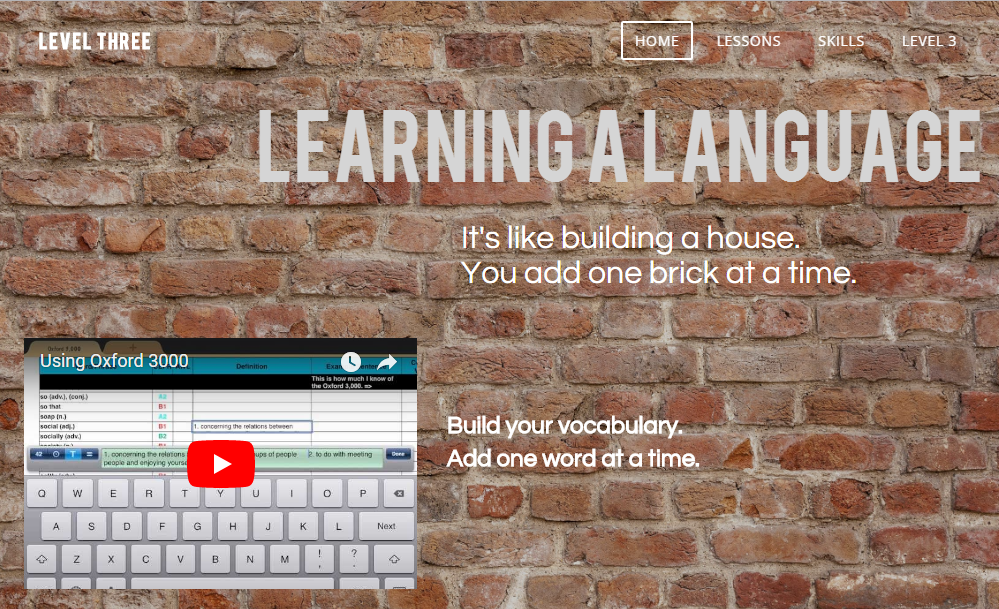 LEVEL THREE
HOME LESSONS SKILLS LEVEL 3
LEARNING A LANGUAGE
It's like building a house.
You add one brick at a time.
Using Oxford 3000
Definition
This is how much I know of
the Oxford 3,000. =>
so (adv.), (conj.) A2
so that B1
soap (n.) A2
social (adj.) B1 1. concerning the relations between
socially (adv.) B2
42 T 1. concerning the relations ups of people 2. to do with meeting Done
people and enjoying yourse
Q W E R T Y U I O P
A S D F G H J K L Next
Z X C V B N M ! , ? .
Build your vocabulary.
Add one word at a time.